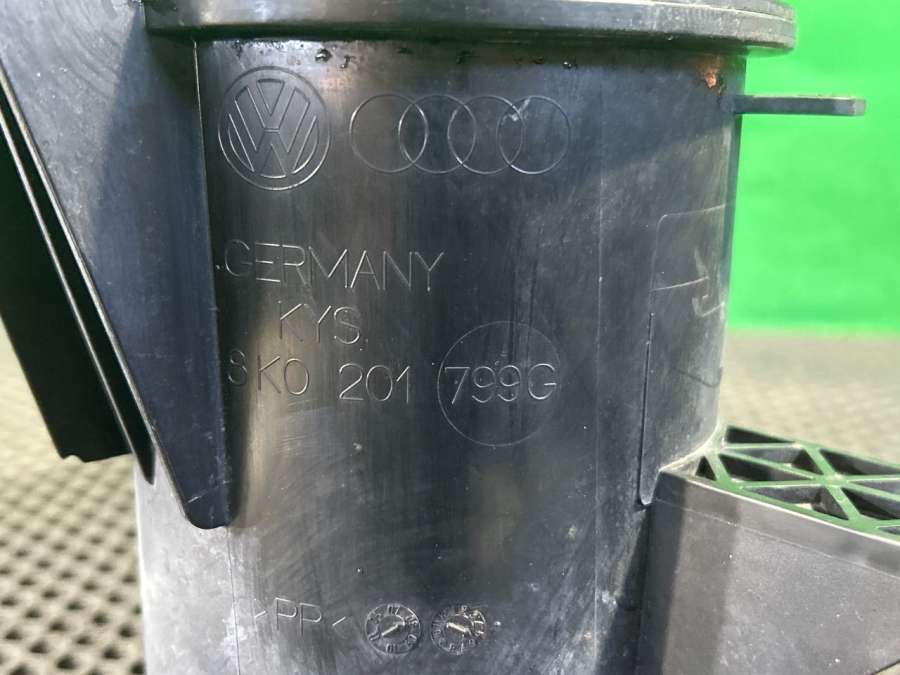 GERMANY
KYS
8K0 201 799G
>PP<